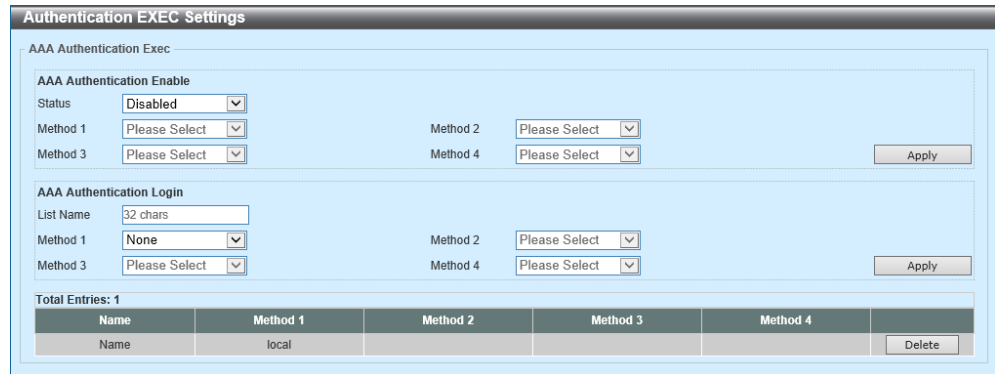 Authentication EXEC Settings
AAA Authentication Exec
AAA Authentication Enable
Status Disabled
Method 1 Please Select Method 2 Please Select
Method 3 Please Select Method 4 Please Select Apply
AAA Authentication Login
List Name 32 chars
Method 1 None Method 2 Please Select
Method 3 Please Select Method 4 Please Select Apply
Total Entries: 1
Name Method 1 Method 2 Method 3 Method 4
Name local Delete